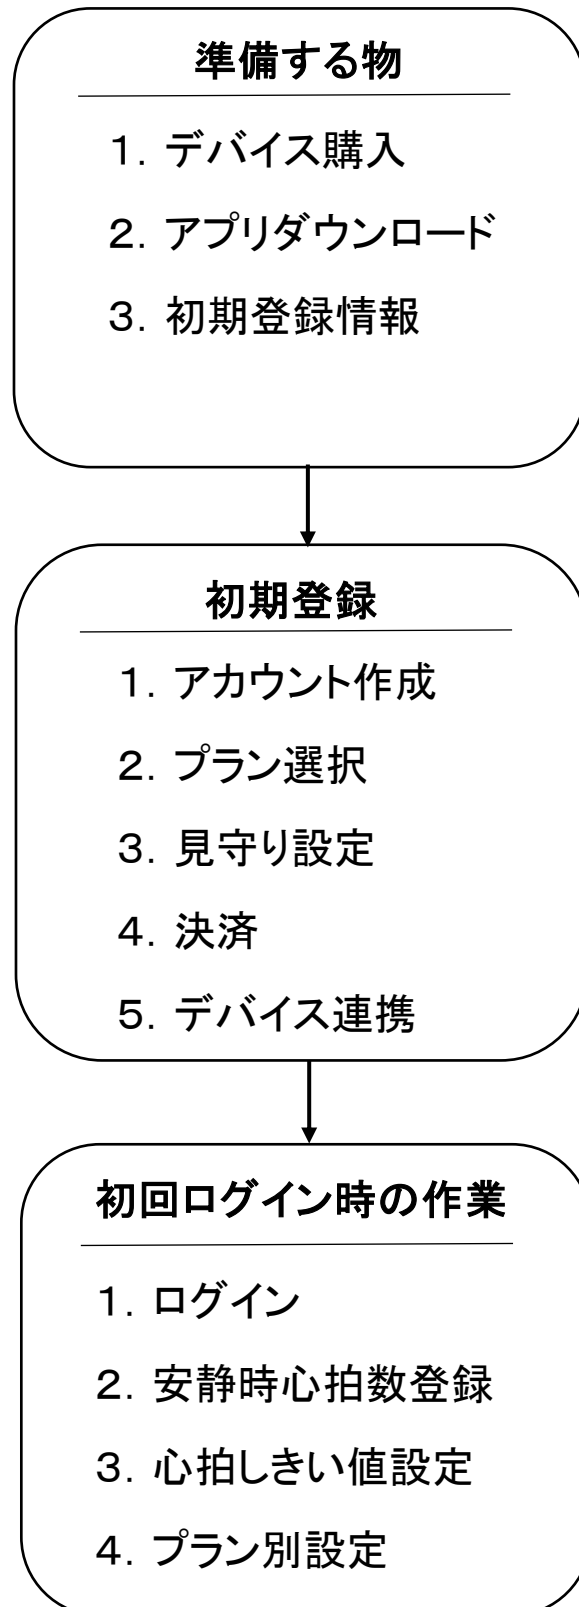 準備する物
１．デバイス購入
２．アプリダウンロード
３．初期登録情報
初期登録
１．アカウント作成
２．プラン選択
３．見守り設定
４．決済
５．デバイス連携
初回ログイン時の作業
１．ログイン
２．安静時心拍数登録
３．心拍しきい値設定
４．プラン別設定